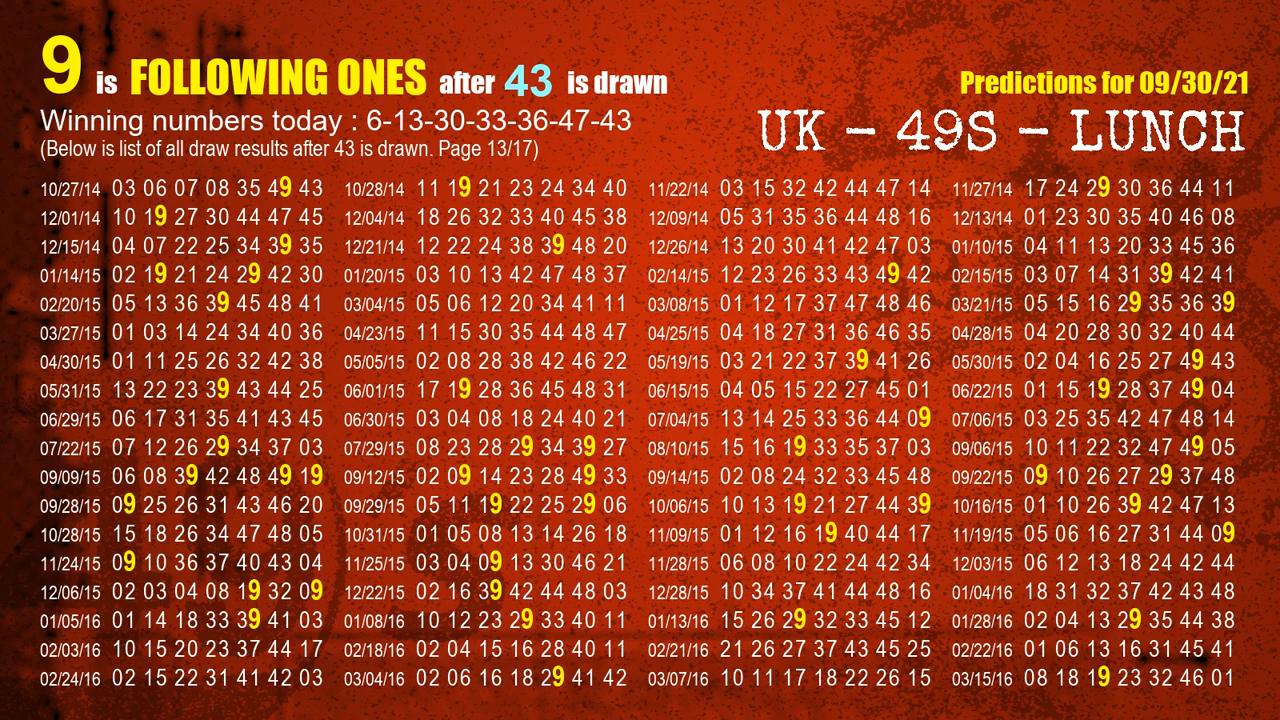 9 is FOLLOWING ONES after 43 is drawn
Predictions for 09/30/21
Winning numbers today : 6-13-30-33-36-47-43
UK - 49S - LUNCH
(Below is list of all draw results after 43 is drawn. Page 13/17)
10/27/14 03 06 07 08 35 49 43 10/28/14 11 19 21 23 24 34 40 11/22/14 03 15 32 42 44 47 14 11/27/14 17 24 29 30 36 44 11
12/01/14 10 19 27 30 44 47 45 12/04/14 18 26 32 33 40 45 38 12/09/14 05 31 35 36 44 48 16 12/13/14 01 23 30 35 40 46 08
12/15/14 04 07 22 25 34 39 35 12/21/14 12 22 24 38 39 48 20 12/26/14 13 20 30 41 42 47 03 01/10/15 04 11 13 20 33 45 36
01/14/15 02 19 21 24 29 42 30 01/20/15 03 10 13 42 47 48 37 02/14/15 12 23 26 33 43 49 42 02/15/15 03 07 14 31 39 42 41
02/20/15 05 13 36 39 45 48 41 03/04/15 05 06 12 20 34 41 11 03/08/15 01 12 17 37 47 48 46 03/21/15 05 15 16 29 35 36 39
03/27/15 01 03 14 24 34 40 36 04/23/15 11 15 30 35 44 48 47 04/25/15 04 18 27 31 36 46 35 04/28/15 04 20 28 30 32 40 44
04/30/15 01 11 25 26 32 42 38 05/05/15 02 08 28 38 42 46 22 05/19/15 03 21 22 37 39 41 26 05/30/15 02 04 16 25 27 49 43
05/31/15 13 22 23 39 43 44 25 06/01/15 17 19 28 36 45 48 31 06/15/15 04 05 15 22 27 45 01 06/22/15 01 15 19 28 37 49 04
06/29/15 06 17 31 35 41 43 45 06/30/15 03 04 08 18 24 40 21 07/04/15 13 14 25 33 36 44 09 07/06/15 03 25 35 42 47 48 14
07/22/15 07 12 26 29 34 37 03 07/29/15 08 23 28 29 34 39 27 08/10/15 15 16 19 33 35 37 03 09/06/15 10 11 22 32 47 49 05
09/09/15 06 08 39 42 48 49 19 09/12/15 02 09 14 23 28 49 33 09/14/15 02 08 24 32 33 45 48 09/22/15 09 10 26 27 29 37 48
09/28/15 09 25 26 31 43 46 20 09/29/15 05 11 19 22 25 29 06 10/06/15 10 13 19 21 27 44 39 10/16/15 01 10 26 39 42 47 13
10/28/15 15 18 26 34 47 48 05 10/31/15 01 05 08 13 14 26 18 11/09/15 01 12 16 19 40 44 17 11/19/15 05 06 16 27 31 44 09
11/24/15 09 10 36 37 40 43 04 11/25/15 03 04 09 13 30 46 21 11/28/15 06 08 10 22 24 42 34 12/03/15 06 12 13 18 24 42 44
12/06/15 02 03 04 08 19 32 09 12/22/15 02 16 39 42 44 48 03 12/28/15 10 34 37 41 44 48 16 01/04/16 18 31 32 37 42 43 48
01/05/16 01 14 18 33 39 41 03 01/08/16 10 12 23 29 33 40 11 01/13/16 15 26 29 32 33 45 12 01/28/16 02 04 13 29 35 44 38
02/03/16 10 15 20 23 37 44 17 02/18/16 02 04 15 16 28 40 11 02/21/16 21 26 27 37 43 45 25 02/22/16 01 06 13 16 31 41 46
02/24/16 02 15 22 31 41 42 03 03/04/16 02 06 16 18 29 41 42 03/07/16 10 11 17 18 22 26 15 03/15/16 08 18 19 23 32 46 01